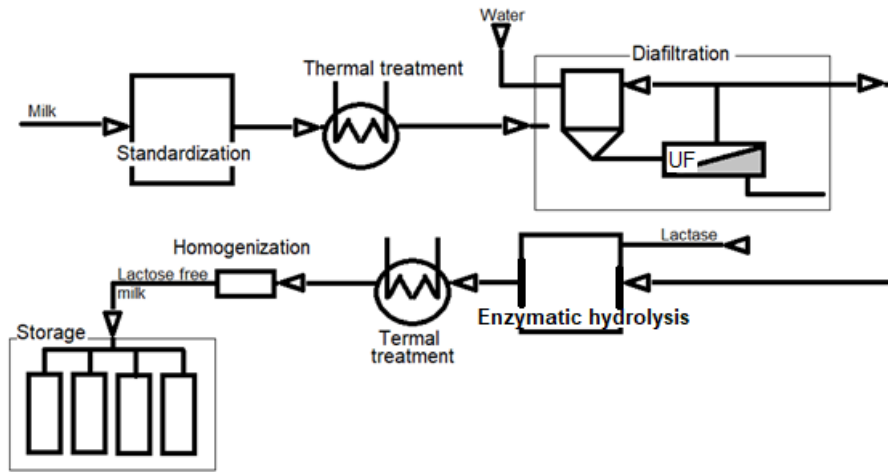 Water
Thermal treatment
Diafiltration
Milk
Standardization
UF
Homogenization
Lactase
Lactose free
milk
Enzymatic hydrolysis
Storage
Termal
treatment